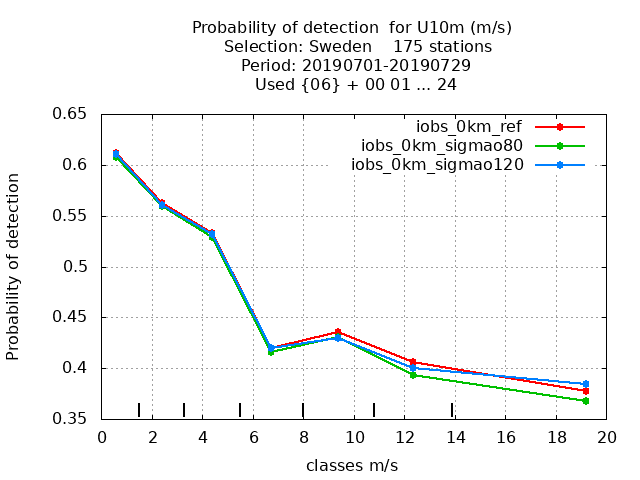 Probability of detection  for U10m (m/s)
Selection: Sweden    175 stations
Period: 20190701-20190729
Used {06} + 00 01 ... 24
iobs_0km_ref
iobs_0km_sigmao80
iobs_0km_sigmao120
Probability of detection
0.65
0.6
0.55
0.5
0.45
0.4
0.35
0 2 4 6 8 10 12 14 16 18 20
classes m/s